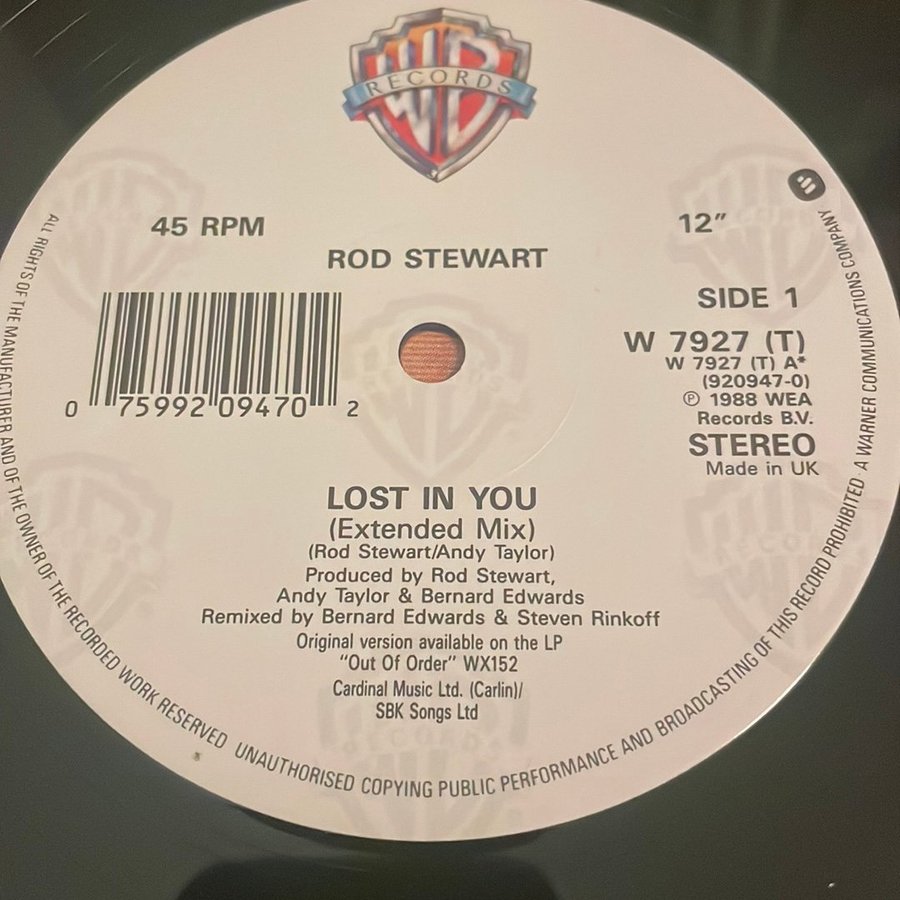 WB
RECORDS
45 RPM
12"
ROD STEWART
SIDE 1
W 7927 (T)
W 7927 (T) A*
(920947-0)
℗ 1988 WEA
Records B.V.
STEREO
Made in UK
0 75992 09470 2
LOST IN YOU
(Extended Mix)
(Rod Stewart/Andy Taylor)
Produced by Rod Stewart,
Andy Taylor & Bernard Edwards
Remixed by Bernard Edwards & Steven Rinkoff
Original version available on the LP
"Out Of Order" WX152
Cardinal Music Ltd. (Carlin)/
SBK Songs Ltd
ALL RIGHTS OF THE MANUFACTURER AND OF THE OWNER OF THE RECORDED WORK RESERVED UNAUTHORISED COPYING PUBLIC PERFORMANCE AND BROADCASTING OF THIS RECORD PROHIBITED · A WARNER COMMUNICATIONS COMPANY